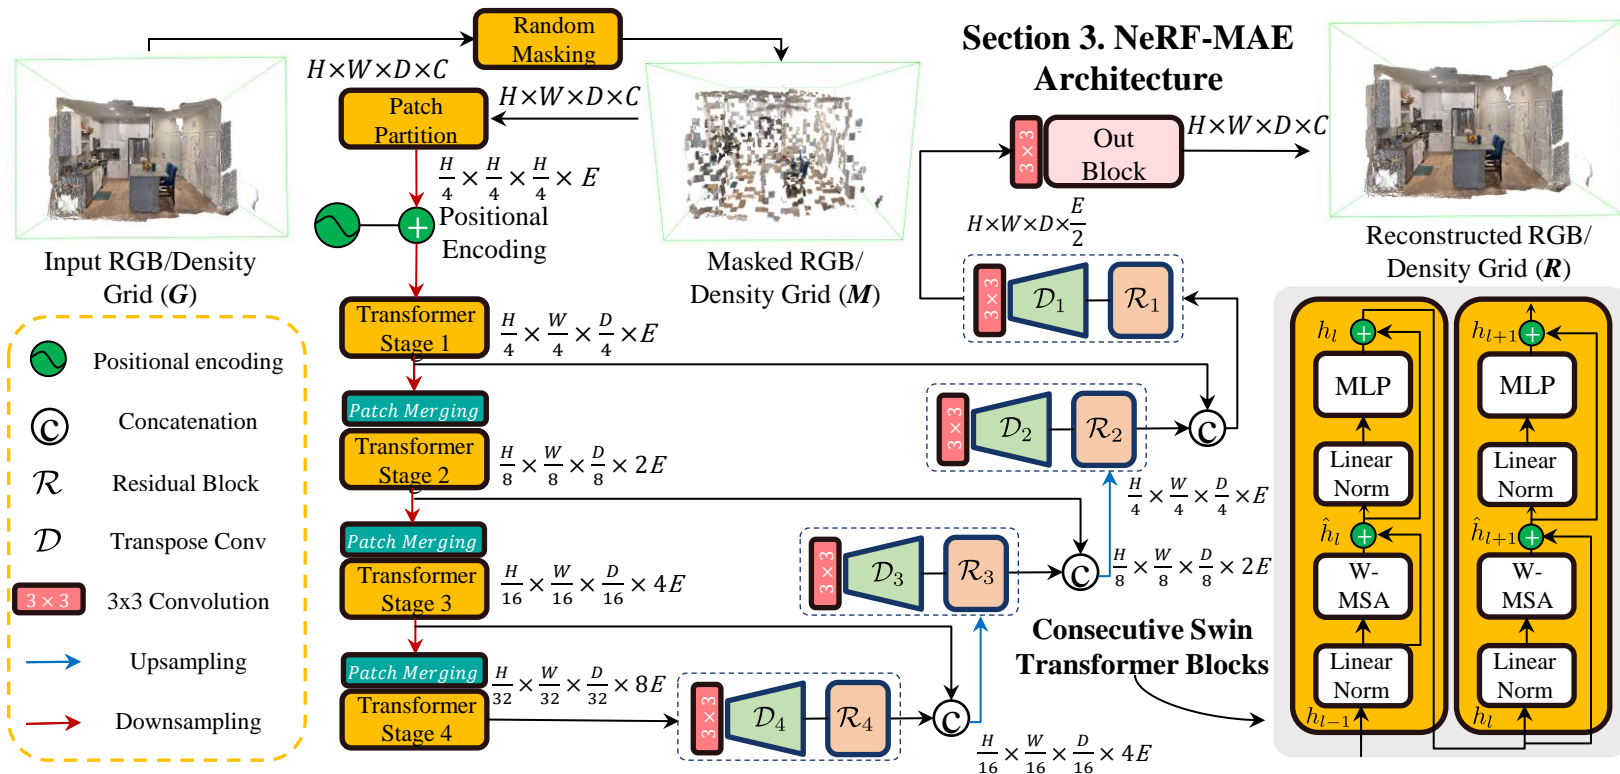 Random
Masking
Section 3. NeRF-MAE
Architecture
H×W×D×C
Patch
Partition
H×W×D×C
H/4 × H/4 × H/4 × E
+
Positional
Encoding
Input RGB/Density
Grid (G)
Masked RGB/
Density Grid (M)
3 × 3
Out
Block
H×W×D×C
H×W×D×E/2
Reconstructed RGB/
Density Grid (R)
Positional encoding
C
Concatenation
R
Residual Block
D
Transpose Conv
3 × 3
3x3 Convolution
Upsampling
Downsampling
Transformer
Stage 1
H/4 × W/4 × D/4 × E
Patch Merging
Transformer
Stage 2
H/8 × W/8 × D/8 × 2E
Patch Merging
Transformer
Stage 3
H/16 × W/16 × D/16 × 4E
Patch Merging
Transformer
Stage 4
H/32 × W/32 × D/32 × 8E
3 × 3
D₁
R₁
3 × 3
D₂
R₂
C
H/4 × W/4 × D/4 × E
3 × 3
D₃
R₃
C
H/8 × W/8 × D/8 × 2E
3 × 3
D₄
R₄
C
H/16 × W/16 × D/16 × 4E
Consecutive Swin
Transformer Blocks
hₗ
+
MLP
Linear
Norm
ĥₗ
+
W-
MSA
Linear
Norm
hₗ₋₁
hₗ₊₁
+
MLP
Linear
Norm
ĥₗ₊₁
+
W-
MSA
Linear
Norm
hₗ